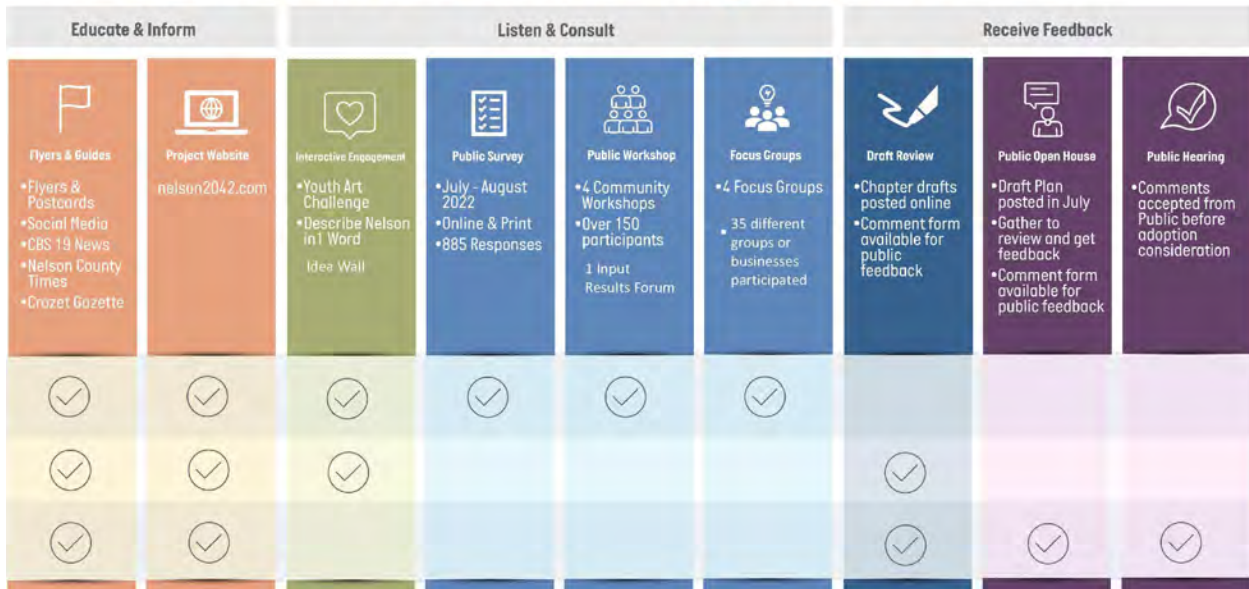 Educate & Inform
Listen & Consult
Receive Feedback
Flyers & Guides
•Flyers &
Postcards
•Social Media
•CBS 19 News
•Nelson County
Times
•Crozet Gazette
Project Website
nelson2042.com
Interactive Engagement
•Youth Art
Challenge
•Describe Nelson
in1 Word
Idea Wall
Public Survey
•July - August
2022
•Online & Print
•885 Responses
Public Workshop
•4 Community
Workshops
•Over 150
participants
1 Input
Results Forum
Focus Groups
•4 Focus Groups
• 35 different
groups or
businesses
participated
Draft Review
•Chapter drafts
posted online
•Comment form
available for
public
feedback
Public Open House
•Draft Plan
posted in July
•Gather to
review and get
feedback
•Comment form
available for
public feedback
Public Hearing
•Comments
accepted from
Public before
adoption
consideration